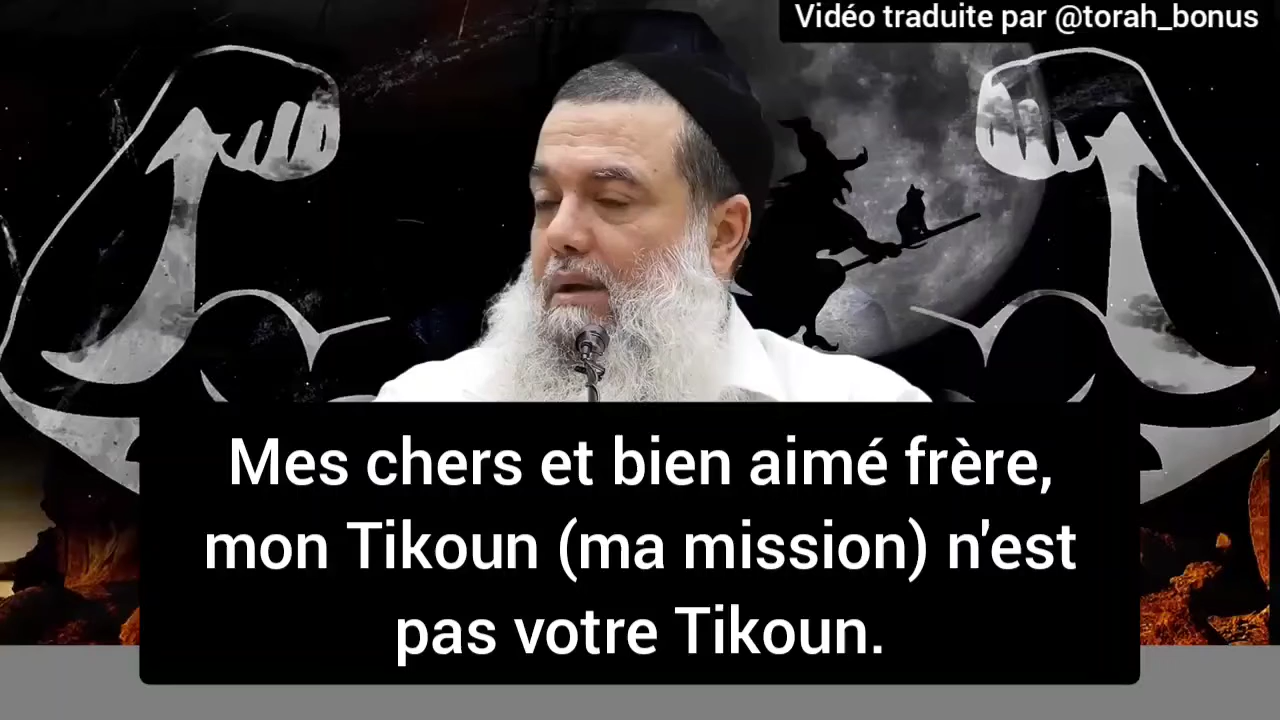 Vidéo traduite par @torah_bonus
Mes chers et bien aimé frère,
mon Tikoun (ma mission) n'est
pas votre Tikoun.